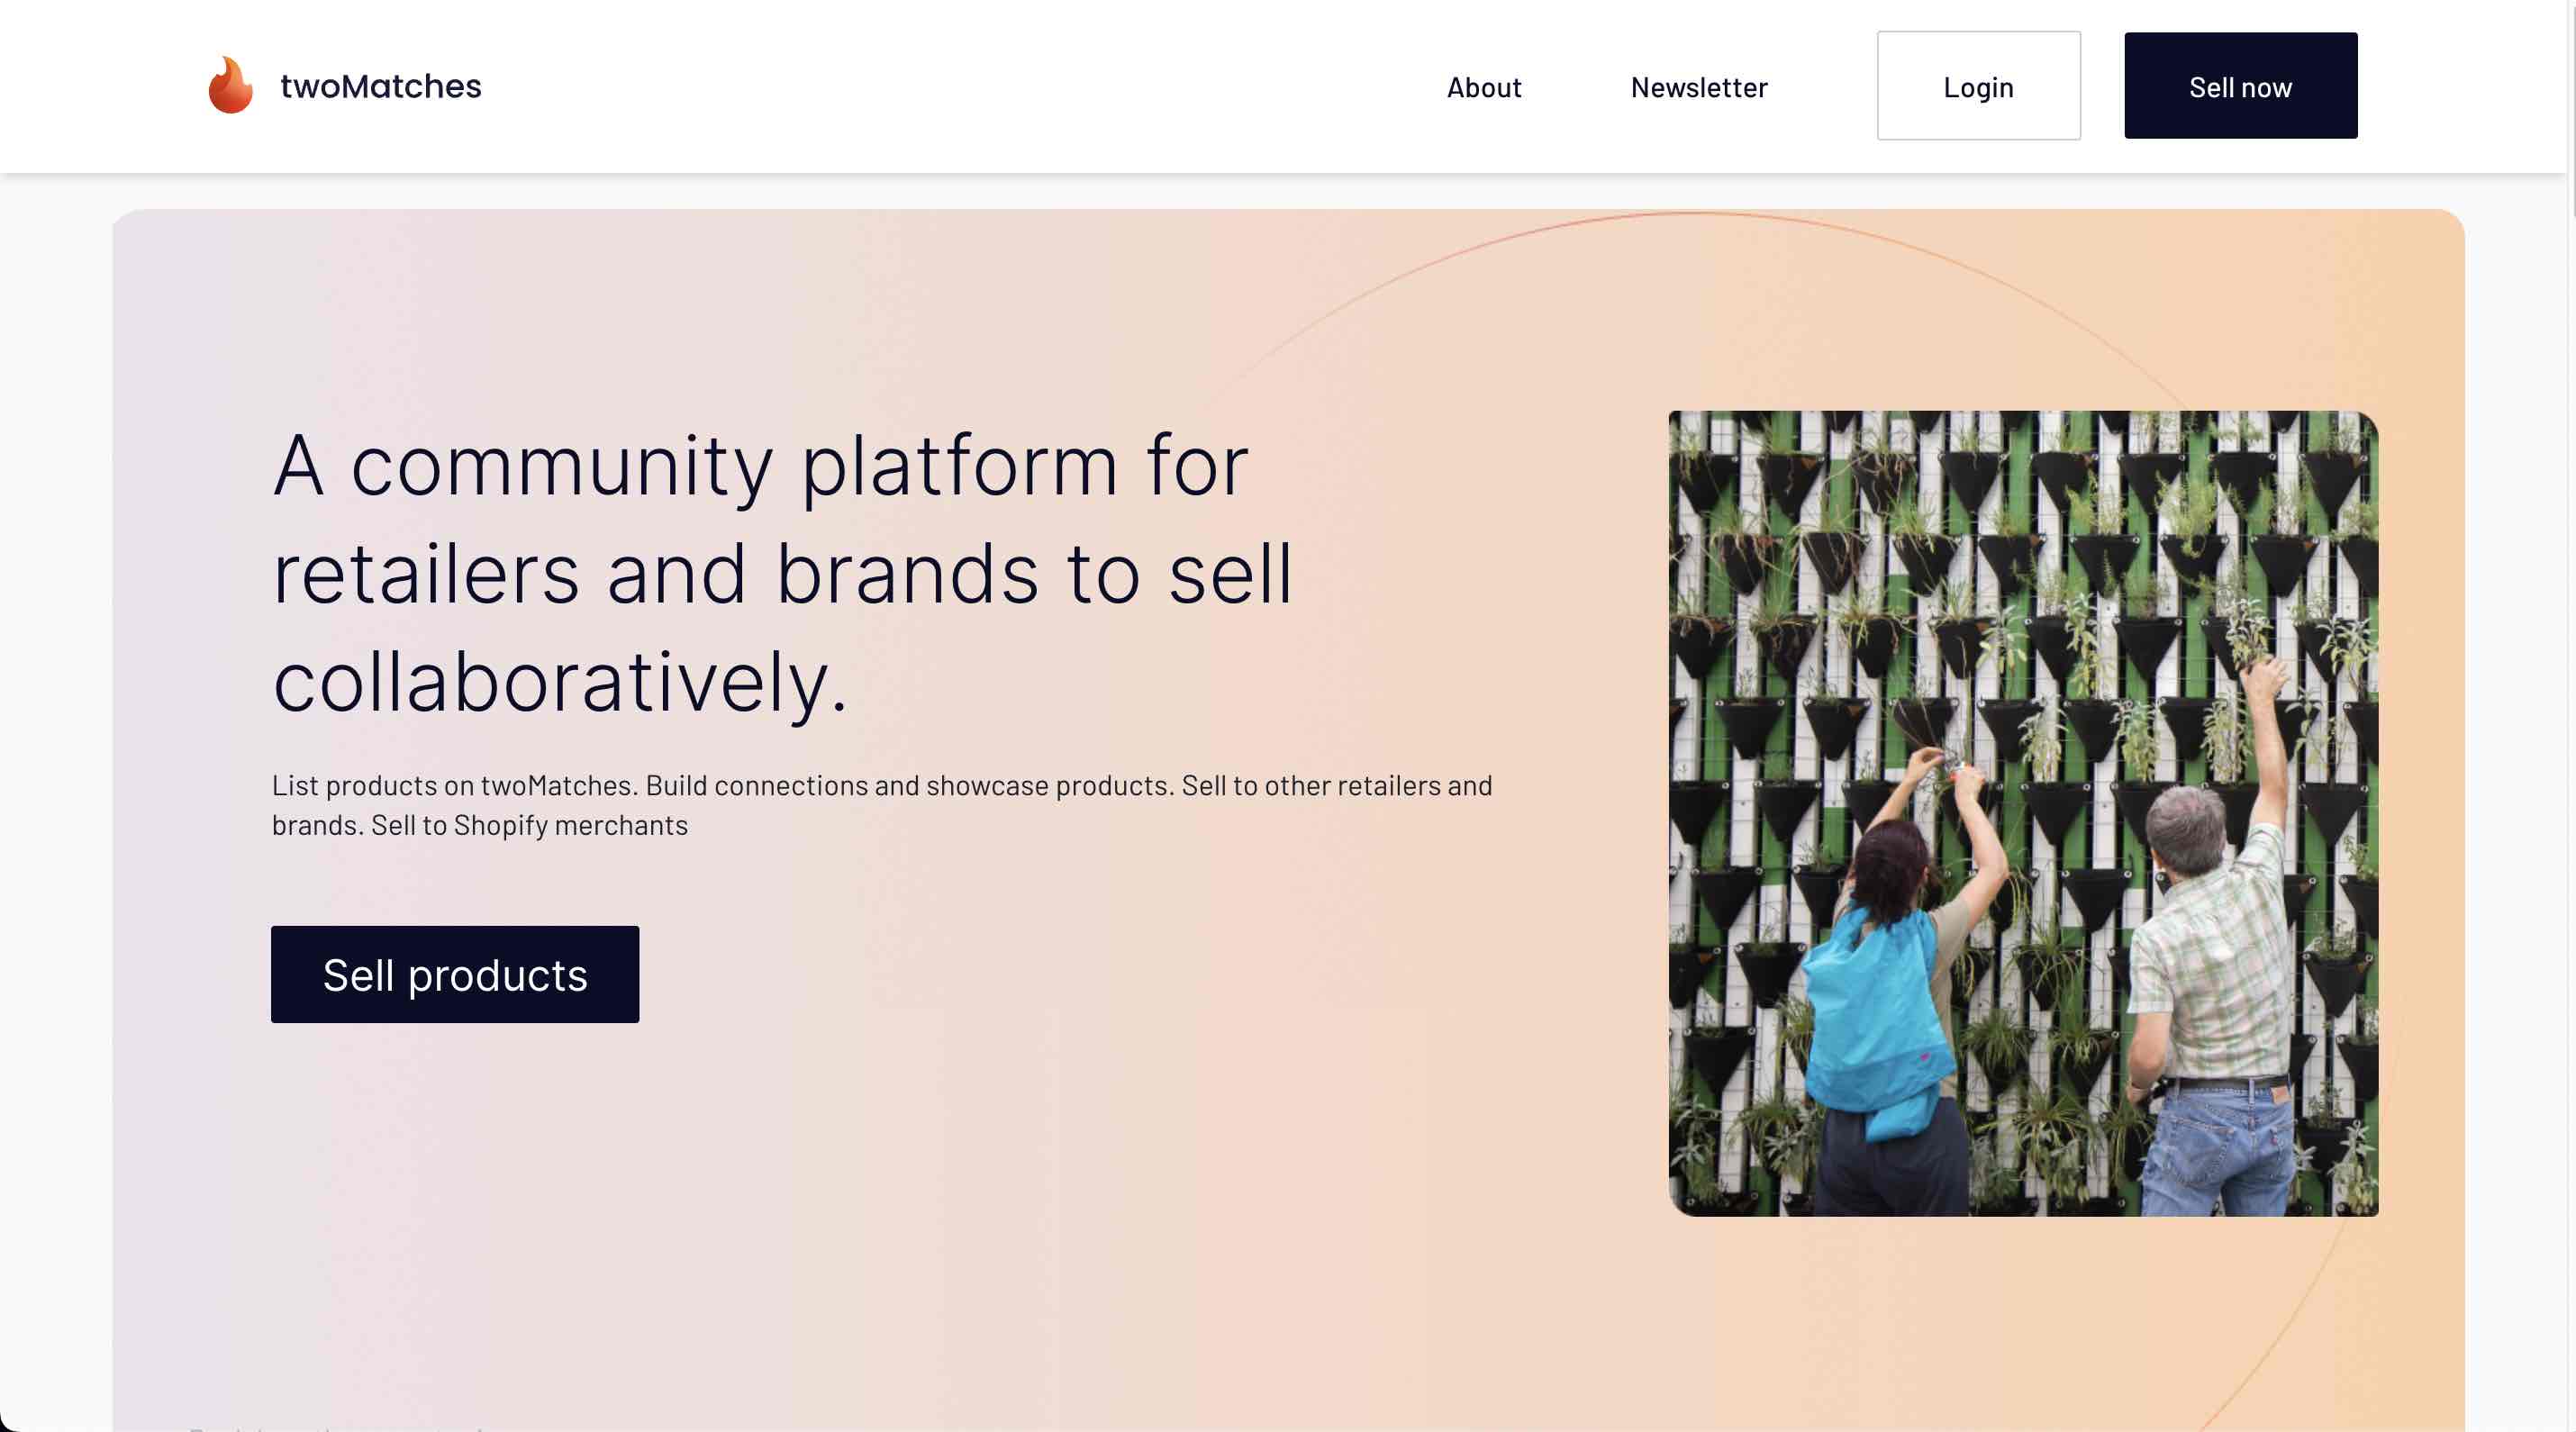 twoMatches
About
Newsletter
Login
Sell now
A community platform for
retailers and brands to sell
collaboratively.
List products on twoMatches. Build connections and showcase products. Sell to other retailers and
brands. Sell to Shopify merchants
Sell products